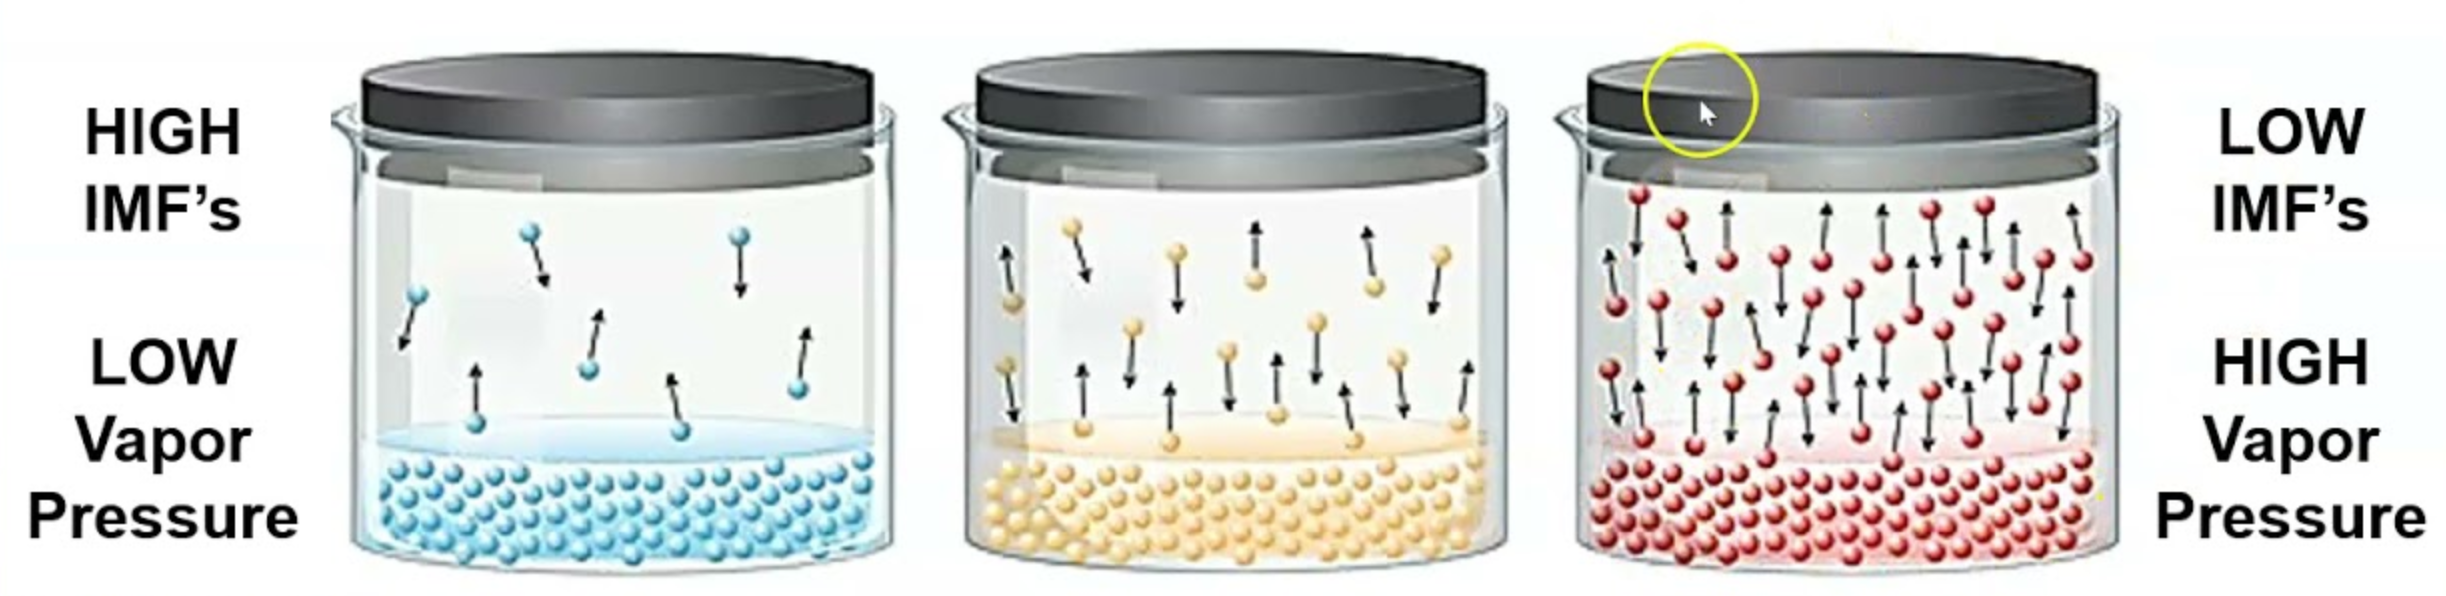 HIGH
IMF’s
LOW
Vapor
Pressure
LOW
IMF’s
HIGH
Vapor
Pressure